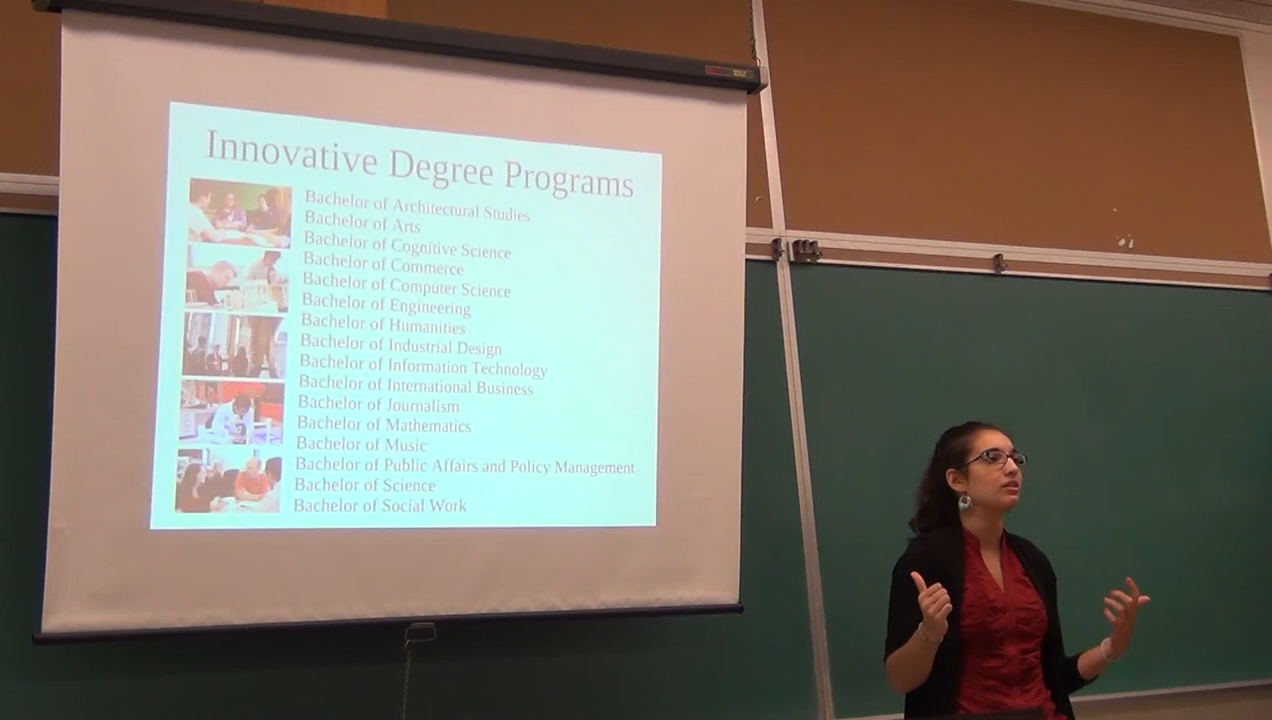 Innovative Degree Programs
Bachelor of Architectural Studies
Bachelor of Arts
Bachelor of Cognitive Science
Bachelor of Commerce
Bachelor of Computer Science
Bachelor of Engineering
Bachelor of Humanities
Bachelor of Industrial Design
Bachelor of Information Technology
Bachelor of International Business
Bachelor of Journalism
Bachelor of Mathematics
Bachelor of Music
Bachelor of Public Affairs and Policy Management
Bachelor of Science
Bachelor of Social Work